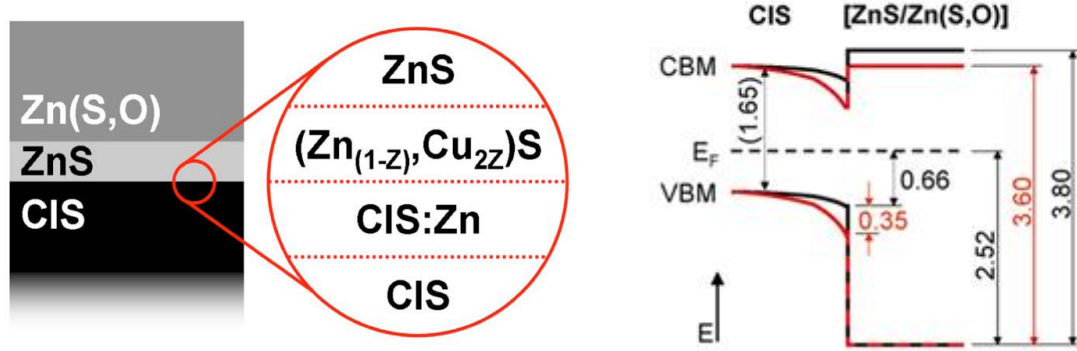 Zn(S,O)
ZnS
CIS
ZnS
(Zn(1-Z),Cu2Z)S
CIS:Zn
CIS
CIS [ZnS/Zn(S,O)]
CBM
(1.65)
EF
0.66
VBM
0.35
2.52
3.60
3.80
E